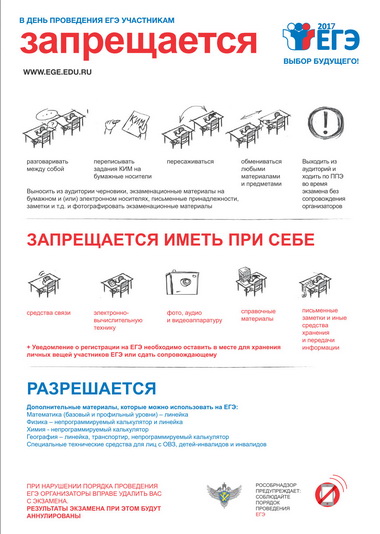 В ДЕНЬ ПРОВЕДЕНИЯ ЕГЭ УЧАСТНИКАМ
запрещается
WWW.EGE.EDU.RU
2017
ЕГЭ
ВЫБОР БУДУЩЕГО!
КИМ
разговаривать
между собой
переписывать
задания КИМ на
бумажные носители
пересаживаться
обмениваться
любыми
материалами
и предметами
Выходить из
аудиторий и
ходить по ППЭ
во время
экзамена без
сопровождения
организаторов
Выносить из аудитории черновики, экзаменационные материалы на
бумажном и (или) электронном носителях, письменные принадлежности,
заметки и т.д. и фотографировать экзаменационные материалы
ЗАПРЕЩАЕТСЯ ИМЕТЬ ПРИ СЕБЕ
средства связи
электронно-
вычислительную
технику
фото, аудио
и видеоаппаратуру
справочные
материалы
письменные
заметки и иные
средства
хранения
и передачи
информации
+ Уведомление о регистрации на ЕГЭ необходимо оставить в месте для хранения
личных вещей участников ЕГЭ или сдать сопровождающему
РАЗРЕШАЕТСЯ
Дополнительные материалы, которые можно использовать на ЕГЭ:
Математика (базовый и профильный уровни) – линейка
Физика – непрограммируемый калькулятор и линейка
Химия - непрограммируемый калькулятор
География – линейка, транспортир, непрограммируемый калькулятор
Специальные технические средства для лиц с ОВЗ, детей-инвалидов и инвалидов
ПРИ НАРУШЕНИИ ПОРЯДКА ПРОВЕДЕНИЯ
ЕГЭ ОРГАНИЗАТОРЫ ВПРАВЕ УДАЛИТЬ ВАС
С ЭКЗАМЕНА.
РЕЗУЛЬТАТЫ ЭКЗАМЕНА ПРИ ЭТОМ БУДУТ
АННУЛИРОВАНЫ
РОСОБРНАДЗОР
ПРЕДУПРЕЖДАЕТ:
СОБЛЮДАЙТЕ
ПОРЯДОК
ПРОВЕДЕНИЯ
ЕГЭ